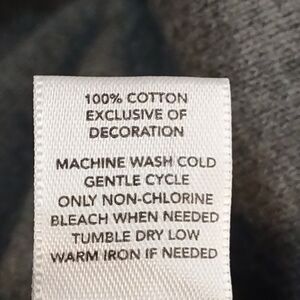 100% COTTON
EXCLUSIVE OF
DECORATION
MACHINE WASH COLD
GENTLE CYCLE
ONLY NON-CHLORINE
BLEACH WHEN NEEDED
TUMBLE DRY LOW
WARM IRON IF NEEDED